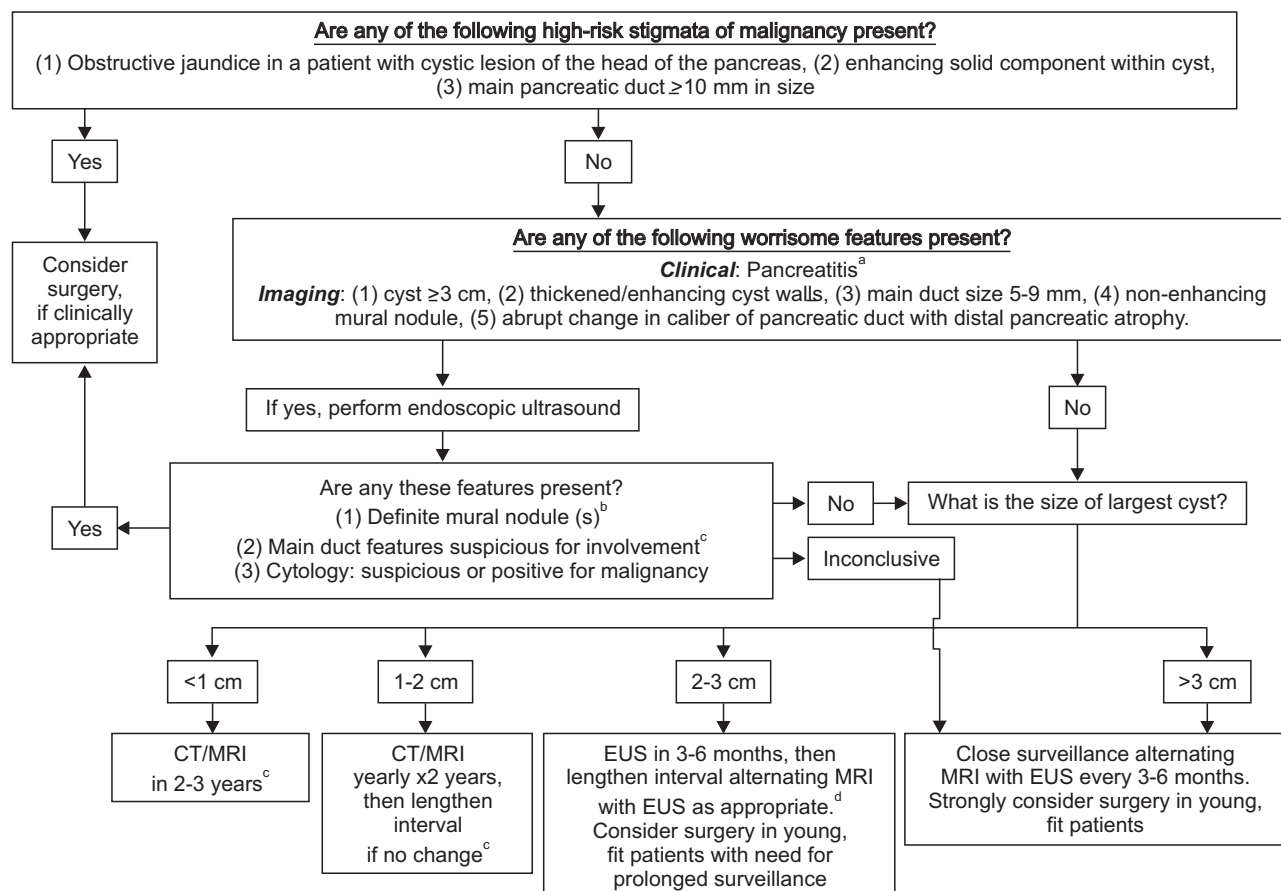 Are any of the following high-risk stigmata of malignancy present?
(1) Obstructive jaundice in a patient with cystic lesion of the head of the pancreas, (2) enhancing solid component within cyst,
(3) main pancreatic duct ≥10 mm in size
Yes
No
Consider
surgery,
if clinically
appropriate
Are any of the following worrisome features present?
Clinical: Pancreatitis^a
Imaging: (1) cyst ≥3 cm, (2) thickened/enhancing cyst walls, (3) main duct size 5-9 mm, (4) non-enhancing
mural nodule, (5) abrupt change in caliber of pancreatic duct with distal pancreatic atrophy.
If yes, perform endoscopic ultrasound
No
Are any these features present?
(1) Definite mural nodule (s)^b
(2) Main duct features suspicious for involvement^c
(3) Cytology: suspicious or positive for malignancy
Yes
No
What is the size of largest cyst?
Inconclusive
<1 cm
1-2 cm
2-3 cm
>3 cm
CT/MRI
in 2-3 years^c
CT/MRI
yearly x2 years,
then lengthen
interval
if no change^c
EUS in 3-6 months, then
lengthen interval alternating MRI
with EUS as appropriate.^d
Consider surgery in young,
fit patients with need for
prolonged surveillance
Close surveillance alternating
MRI with EUS every 3-6 months.
Strongly consider surgery in young,
fit patients